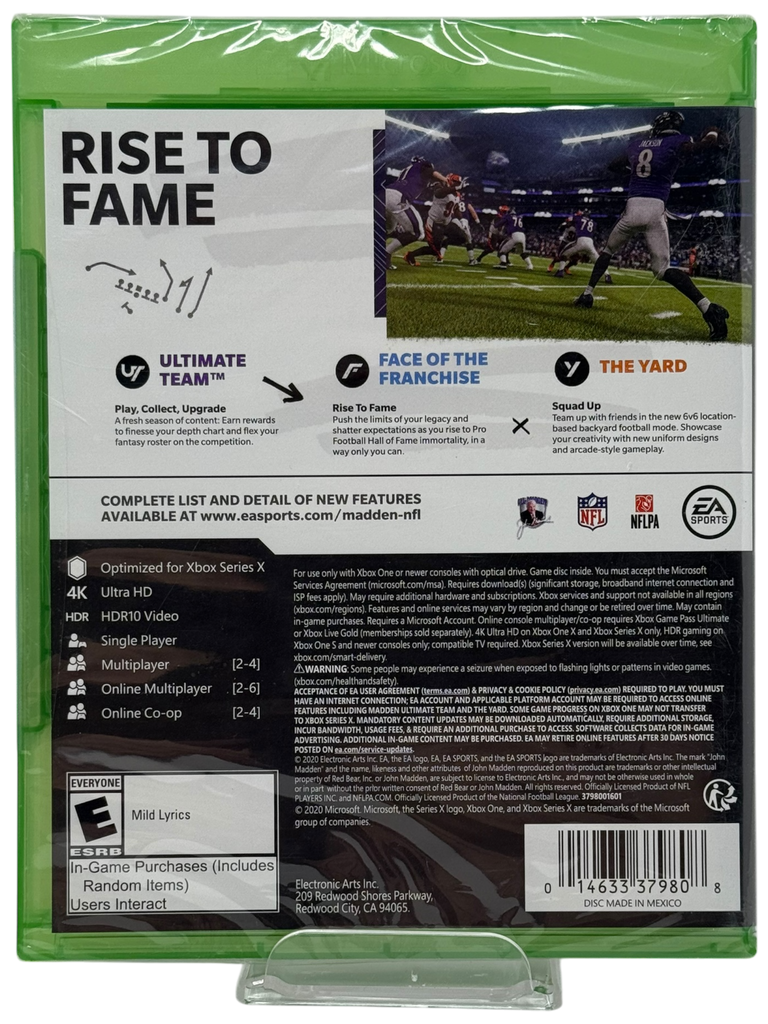 RISE TO
FAME
JACKSON
8
76
78
UT
ULTIMATE
TEAM™
Play, Collect, Upgrade
A fresh season of content: Earn rewards
to finesse your depth chart and flex your
fantasy roster on the competition.
F
FACE OF THE
FRANCHISE
Rise To Fame
Push the limits of your legacy and
shatter expectations as you rise to Pro
Football Hall of Fame immortality, in a
way only you can.
Y
THE YARD
Squad Up
Team up with friends in the new 6v6 location-
based backyard football mode. Showcase
your creativity with new uniform designs
and arcade-style gameplay.
COMPLETE LIST AND DETAIL OF NEW FEATURES
AVAILABLE AT www.easports.com/madden-nfl
NFL
NFLPA
EA
SPORTS
Optimized for Xbox Series X
4K Ultra HD
HDR HDR10 Video
Single Player
Multiplayer [2-4]
Online Multiplayer [2-6]
Online Co-op [2-4]
For use only with Xbox One or newer consoles with optical drive. Game disc inside. You must accept the Microsoft
Services Agreement (microsoft.com/msa). Requires download(s) (significant storage, broadband internet connection and
ISP fees apply). May require additional hardware and subscriptions. Xbox services and support not available in all regions
(xbox.com/regions). Features and online services may vary by region and change or be retired over time. May contain
in-game purchases. Requires a Microsoft Account. Online console multiplayer/co-op requires Xbox Game Pass Ultimate
or Xbox Live Gold (memberships sold separately). 4K Ultra HD on Xbox One X and Xbox Series X only, HDR gaming on
Xbox One S and newer consoles only; compatible TV required. Xbox Series X version will be available over time, see
xbox.com/smart-delivery.
WARNING: Some people may experience a seizure when exposed to flashing lights or patterns in video games.
(xbox.com/healthandsafety).
ACCEPTANCE OF EA USER AGREEMENT (terms.ea.com) & PRIVACY & COOKIE POLICY (privacy.ea.com) REQUIRED TO PLAY. YOU MUST
HAVE AN INTERNET CONNECTION; EA ACCOUNT AND APPLICABLE PLATFORM ACCOUNT MAY BE REQUIRED TO ACCESS ONLINE
FEATURES INCLUDING MADDEN ULTIMATE TEAM AND THE YARD. SOME GAME PROGRESS ON XBOX ONE MAY NOT TRANSFER
TO XBOX SERIES X. MANDATORY CONTENT UPDATES MAY BE DOWNLOADED AUTOMATICALLY, REQUIRE ADDITIONAL STORAGE,
INCUR BANDWIDTH, USAGE FEES, & REQUIRE AN ADDITIONAL PURCHASE TO ACCESS. SOFTWARE COLLECTS DATA FOR IN-GAME
ADVERTISING. ADDITIONAL IN-GAME CONTENT MAY BE PURCHASED. EA MAY RETIRE ONLINE FEATURES AFTER 30 DAYS NOTICE
POSTED ON ea.com/service-updates.
© 2020 Electronic Arts Inc. EA, the EA logo, EA, EA SPORTS, and the EA SPORTS logo are trademarks of Electronic Arts Inc. The mark "John
Madden" and the name, likeness and other attributes of John Madden reproduced on this product are trademarks or other intellectual
property of Red Bear, Inc. or John Madden, are subject to license to Electronic Arts Inc., and may not be otherwise used in whole
or in part without the prior written consent of Red Bear or John Madden. All rights reserved. Officially Licensed Product of NFL
PLAYERS INC. and NFLPA.COM. Officially Licensed Product of the National Football League. 3798001601
© 2020 Microsoft. Microsoft, the Series X logo, Xbox One, and Xbox Series X are trademarks of the Microsoft
group of companies.
EVERYONE
E
ESRB
Mild Lyrics
In-Game Purchases (Includes
Random Items)
Users Interact
Electronic Arts Inc.
209 Redwood Shores Parkway,
Redwood City, CA 94065.
0 14633 37980 8
DISC MADE IN MEXICO